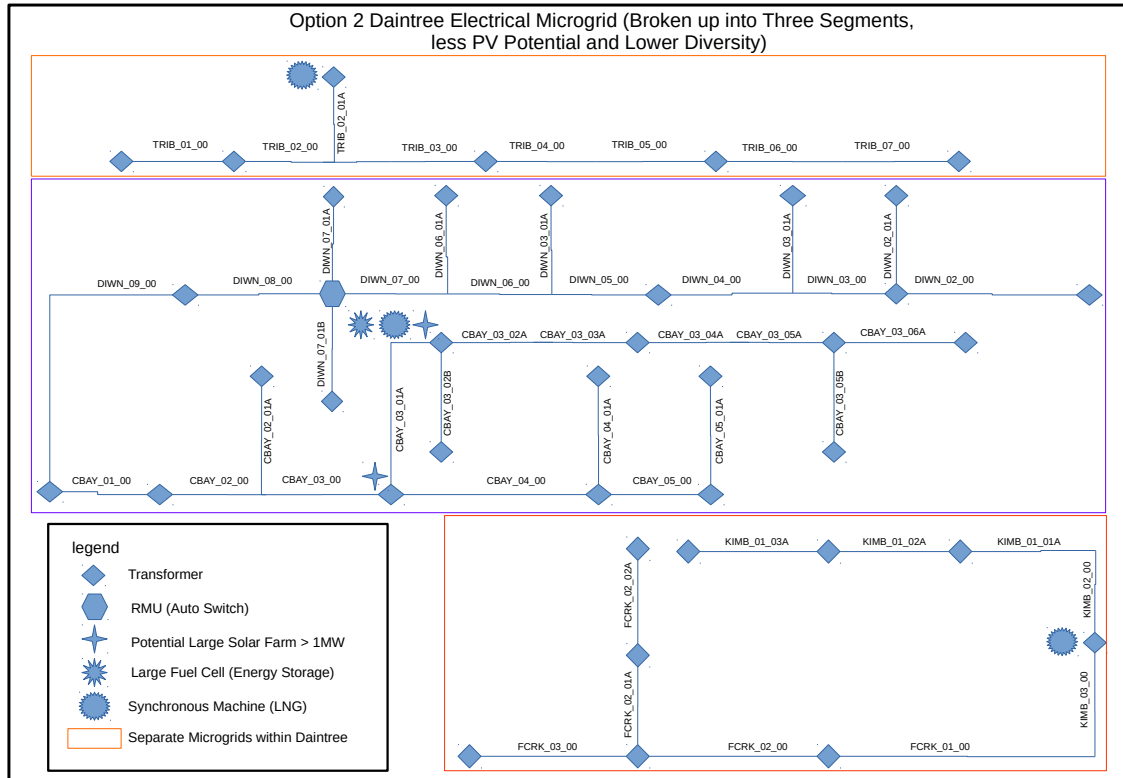 Option 2 Daintree Electrical Microgrid (Broken up into Three Segments,
less PV Potential and Lower Diversity)
TRIB_02_01A
TRIB_01_00
TRIB_02_00
TRIB_03_00
TRIB_04_00
TRIB_05_00
TRIB_06_00
TRIB_07_00
DIWN_07_01A
DIWN_06_01A
DIWN_03_01A
DIWN_03_01A
DIWN_02_01A
DIWN_09_00
DIWN_08_00
DIWN_07_00
DIWN_06_00
DIWN_05_00
DIWN_04_00
DIWN_03_00
DIWN_02_00
DIWN_07_01B
CBAY_03_02A
CBAY_03_03A
CBAY_03_04A
CBAY_03_05A
CBAY_03_06A
CBAY_02_01A
CBAY_03_01A
CBAY_03_02B
CBAY_04_01A
CBAY_05_01A
CBAY_03_05B
CBAY_01_00
CBAY_02_00
CBAY_03_00
CBAY_04_00
CBAY_05_00
KIMB_01_03A
KIMB_01_02A
KIMB_01_01A
FCRK_02_02A
KIMB_02_00
FCRK_02_01A
KIMB_03_00
FCRK_03_00
FCRK_02_00
FCRK_01_00
legend
Transformer
RMU (Auto Switch)
Potential Large Solar Farm > 1MW
Large Fuel Cell (Energy Storage)
Synchronous Machine (LNG)
Separate Microgrids within Daintree